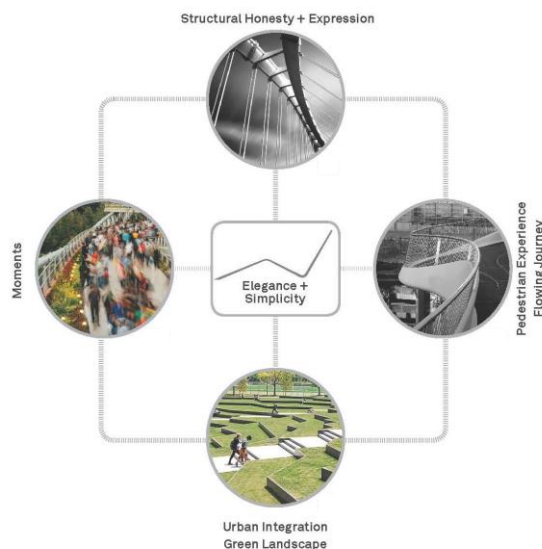 Structural Honesty + Expression
Moments
Elegance +
Simplicity
Pedestrian Experience
Flowing Journey
Urban Integration
Green Landscape